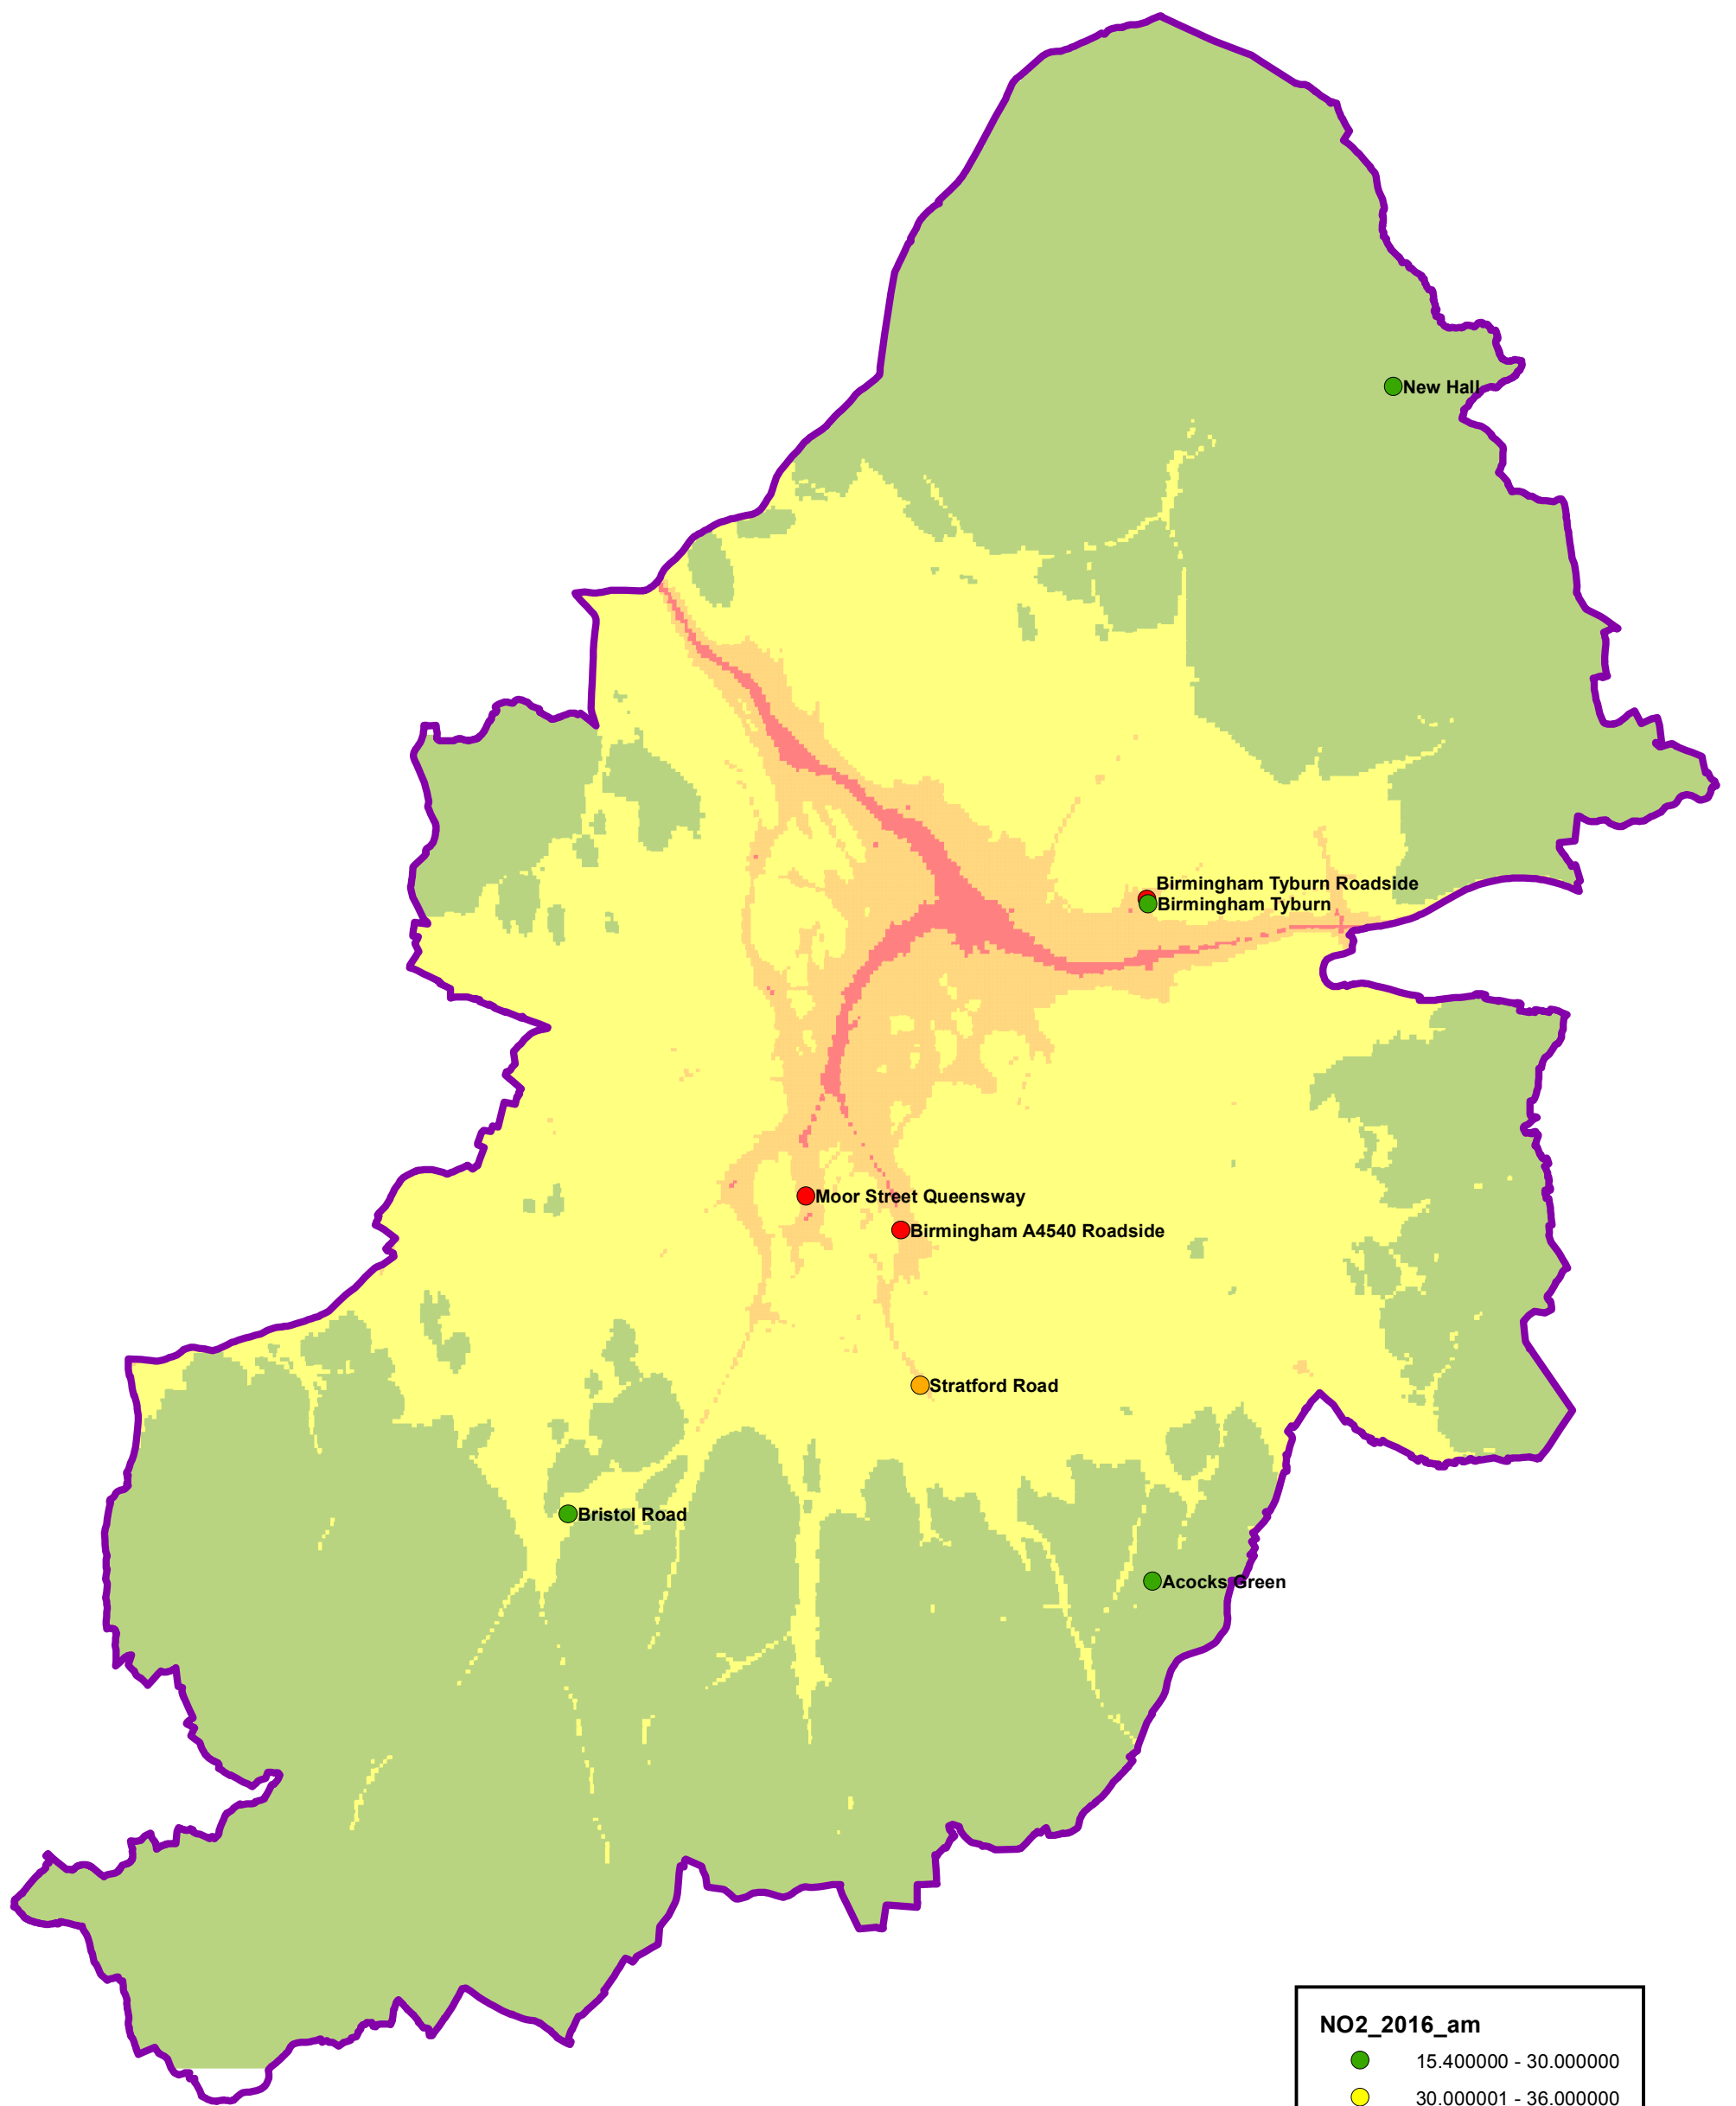 New Hall
Birmingham Tyburn Roadside
Birmingham Tyburn
Moor Street Queensway
Birmingham A4540 Roadside
Stratford Road
Bristol Road
Acocks Green
NO2_2016_am
15.400000 - 30.000000
30.000001 - 36.000000